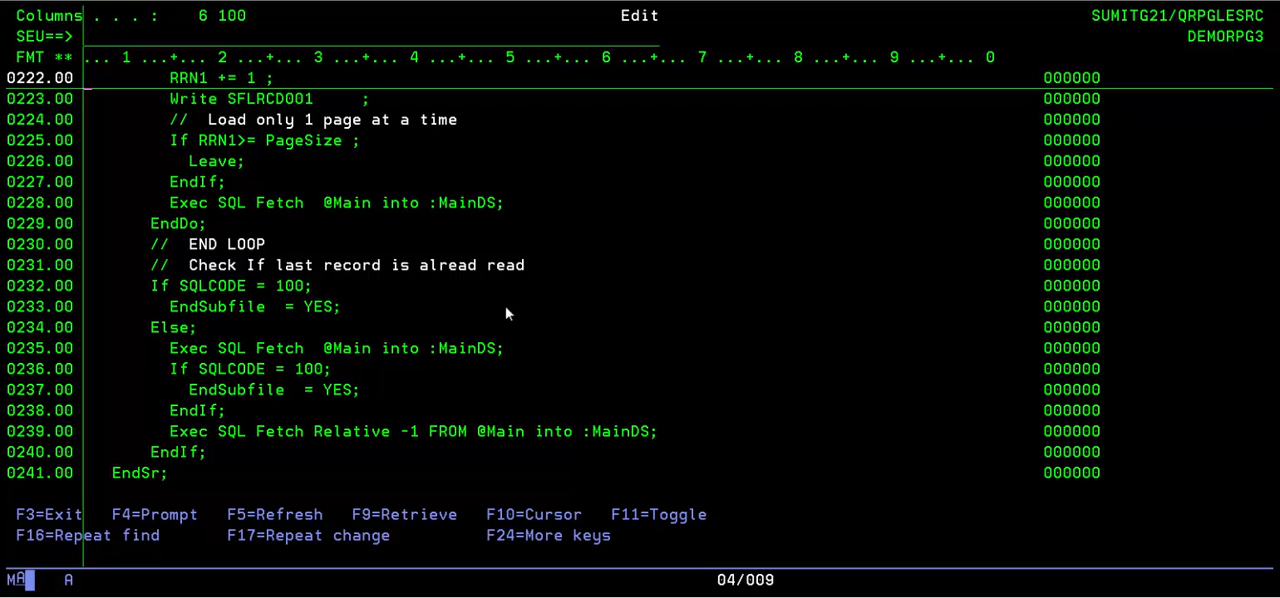 Columns . . . :    6 100                                        Edit                                                SUMITG21/QRPGLESRC
SEU==>                                                                                                              DEMORPG3
FMT ** ... 1 ...+... 2 ...+... 3 ...+... 4 ...+... 5 ...+... 6 ...+... 7 ...+... 8 ...+... 9 ...+... 0
0222.00          RRN1 += 1 ;                                                                                 000000
0223.00          Write SFLRCD001     ;                                                                       000000
0224.00          //  Load only 1 page at a time                                                              000000
0225.00          If RRN1>= PageSize ;                                                                        000000
0226.00            Leave;                                                                                    000000
0227.00          EndIf;                                                                                      000000
0228.00          Exec SQL Fetch  @Main into :MainDS;                                                         000000
0229.00        EndDo;                                                                                        000000
0230.00        //  END LOOP                                                                                  000000
0231.00        //  Check If last record is alread read                                                       000000
0232.00        If SQLCODE = 100;                                                                             000000
0233.00          EndSubfile  = YES;                                                                          000000
0234.00        Else;                                                                                         000000
0235.00          Exec SQL Fetch  @Main into :MainDS;                                                         000000
0236.00          If SQLCODE = 100;                                                                           000000
0237.00            EndSubfile  = YES;                                                                        000000
0238.00          EndIf;                                                                                      000000
0239.00          Exec SQL Fetch Relative -1 FROM @Main into :MainDS;                                         000000
0240.00        EndIf;                                                                                        000000
0241.00    EndSr;                                                                                            000000
F3=Exit   F4=Prompt   F5=Refresh   F9=Retrieve   F10=Cursor   F11=Toggle
F16=Repeat find       F17=Repeat change          F24=More keys
MA    A                                                                   04/009